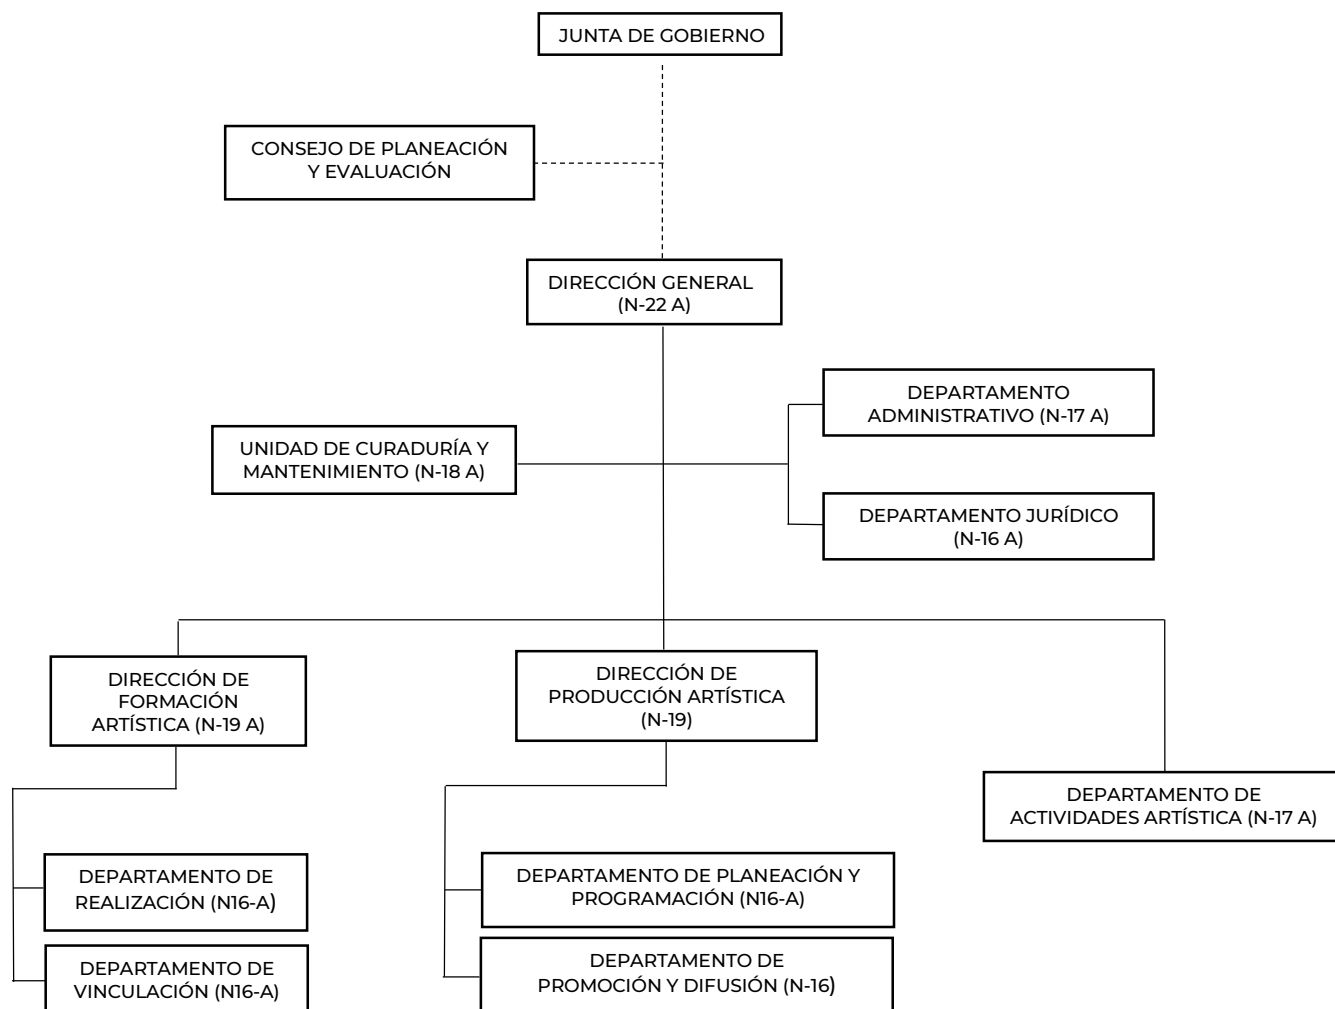 JUNTA DE GOBIERNO
CONSEJO DE PLANEACIÓN
Y EVALUACIÓN
DIRECCIÓN GENERAL
(N-22 A)
DEPARTAMENTO
ADMINISTRATIVO (N-17 A)
UNIDAD DE CURADURÍA Y
MANTENIMIENTO (N-18 A)
DEPARTAMENTO JURÍDICO
(N-16 A)
DIRECCIÓN DE
FORMACIÓN
ARTÍSTICA (N-19 A)
DIRECCIÓN DE
PRODUCCIÓN ARTÍSTICA
(N-19)
DEPARTAMENTO DE
ACTIVIDADES ARTÍSTICA (N-17 A)
DEPARTAMENTO DE
REALIZACIÓN (N16-A)
DEPARTAMENTO DE PLANEACIÓN Y
PROGRAMACIÓN (N16-A)
DEPARTAMENTO DE
VINCULACIÓN (N16-A)
DEPARTAMENTO DE
PROMOCIÓN Y DIFUSIÓN (N-16)